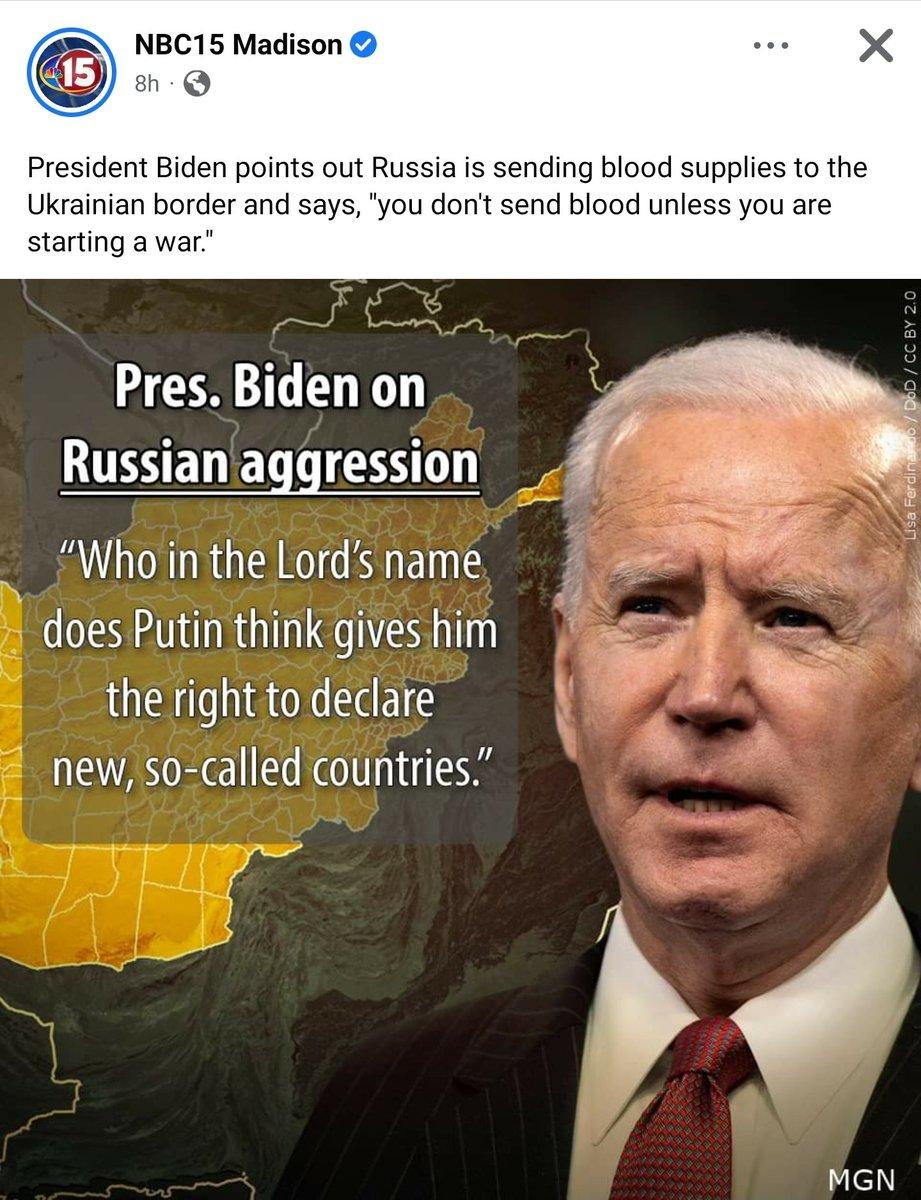 NBC15 Madison
15
8h ·
President Biden points out Russia is sending blood supplies to the
Ukrainian border and says, "you don't send blood unless you are
starting a war."
Pres. Biden on
Russian aggression
“Who in the Lord’s name
does Putin think gives him
the right to declare
new, so-called countries.”
Lisa Ferdinando / DoD / CC BY 2.0
MGN